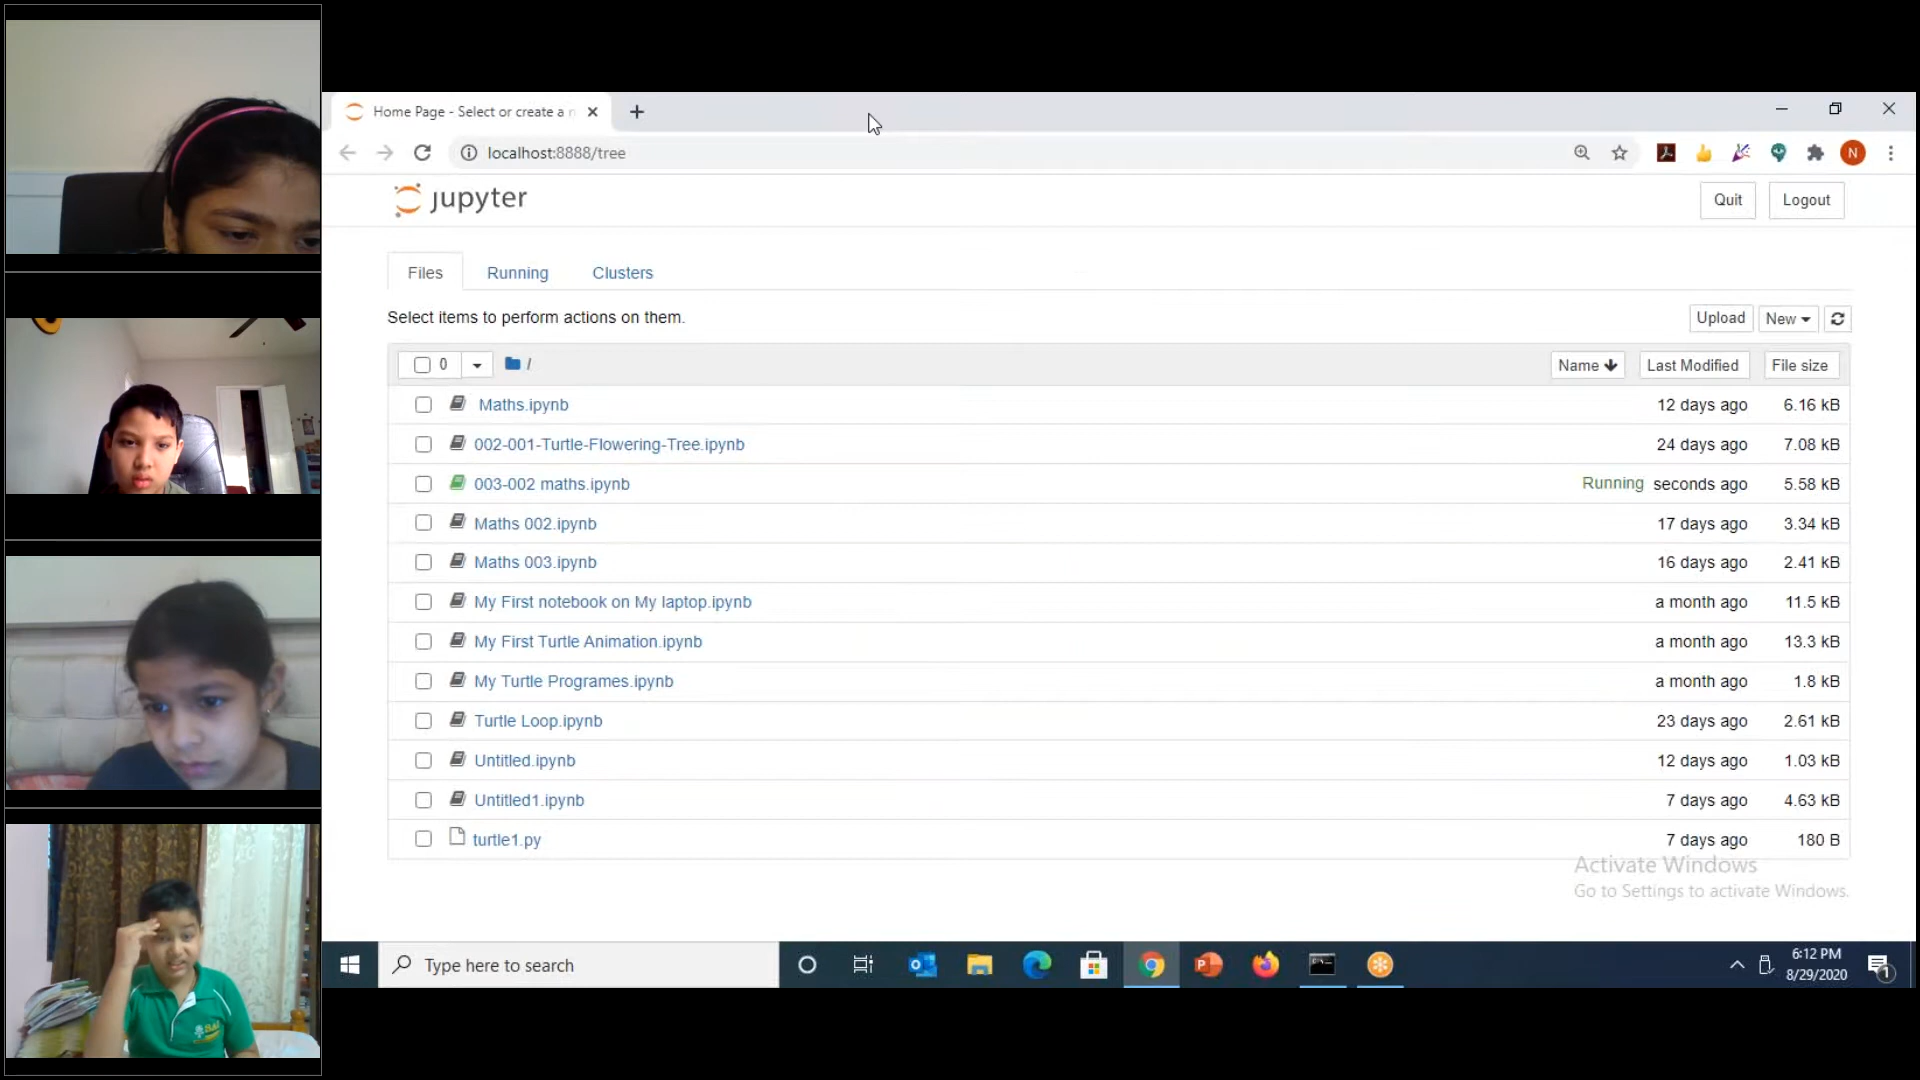 Home Page - Select or create a n
localhost:8888/tree
N
jupyter
Quit
Logout
Files
Running
Clusters
Select items to perform actions on them.
Upload
New
0
/
Name
Last Modified
File size
Maths.ipynb
12 days ago
6.16 kB
002-001-Turtle-Flowering-Tree.ipynb
24 days ago
7.08 kB
003-002 maths.ipynb
Running
seconds ago
5.58 kB
Maths 002.ipynb
17 days ago
3.34 kB
Maths 003.ipynb
16 days ago
2.41 kB
My First notebook on My laptop.ipynb
a month ago
11.5 kB
My First Turtle Animation.ipynb
a month ago
13.3 kB
My Turtle Programes.ipynb
a month ago
1.8 kB
Turtle Loop.ipynb
23 days ago
2.61 kB
Untitled.ipynb
12 days ago
1.03 kB
Untitled1.ipynb
7 days ago
4.63 kB
turtle1.py
7 days ago
180 B
Activate Windows
Go to Settings to activate Windows.
Type here to search
6:12 PM
8/29/2020
1